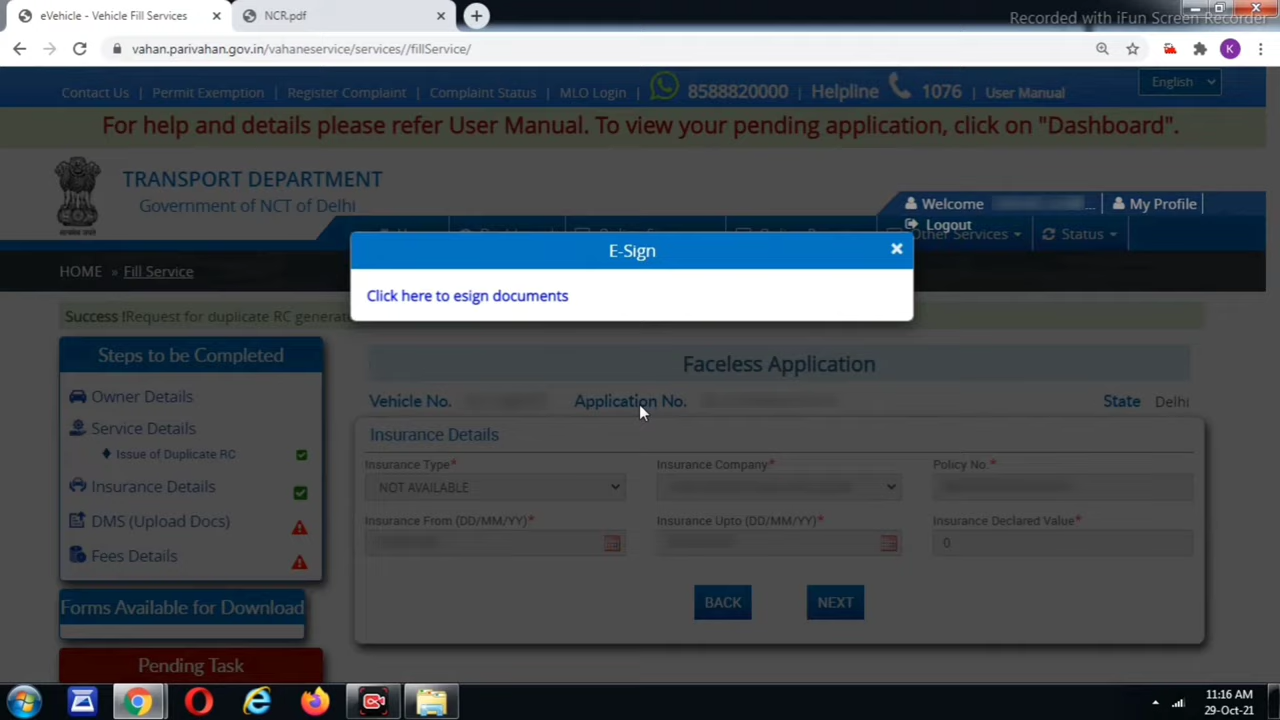 eVehicle - Vehicle Fill Services
NCR.pdf
Recorded with iFun Screen Recorder
vahan.parivahan.gov.in/vahaneservice/services//fillService/
K
Contact Us | Permit Exemption | Register Complaint | Complaint Status | MLO Login | 8588820000 | Helpline 1076 | User Manual
English
For help and details please refer User Manual. To view your pending application, click on "Dashboard".
TRANSPORT DEPARTMENT
Government of NCT of Delhi
Welcome ... | My Profile |
Logout
Other Services
Status
E-Sign
HOME » Fill Service
Click here to esign documents
Success !Request for duplicate RC
Steps to be Completed
Owner Details
Service Details
Issue of Duplicate RC
Insurance Details
DMS (Upload Docs)
Fees Details
Forms Available for Download
Pending Task
Faceless Application
Vehicle No. Application No. State Delhi
Insurance Details
Insurance Type* Insurance Company* Policy No.*
NOT AVAILABLE
Insurance From (DD/MM/YY)* Insurance Upto (DD/MM/YY)* Insurance Declared Value*
0
BACK NEXT
11:16 AM
29-Oct-21